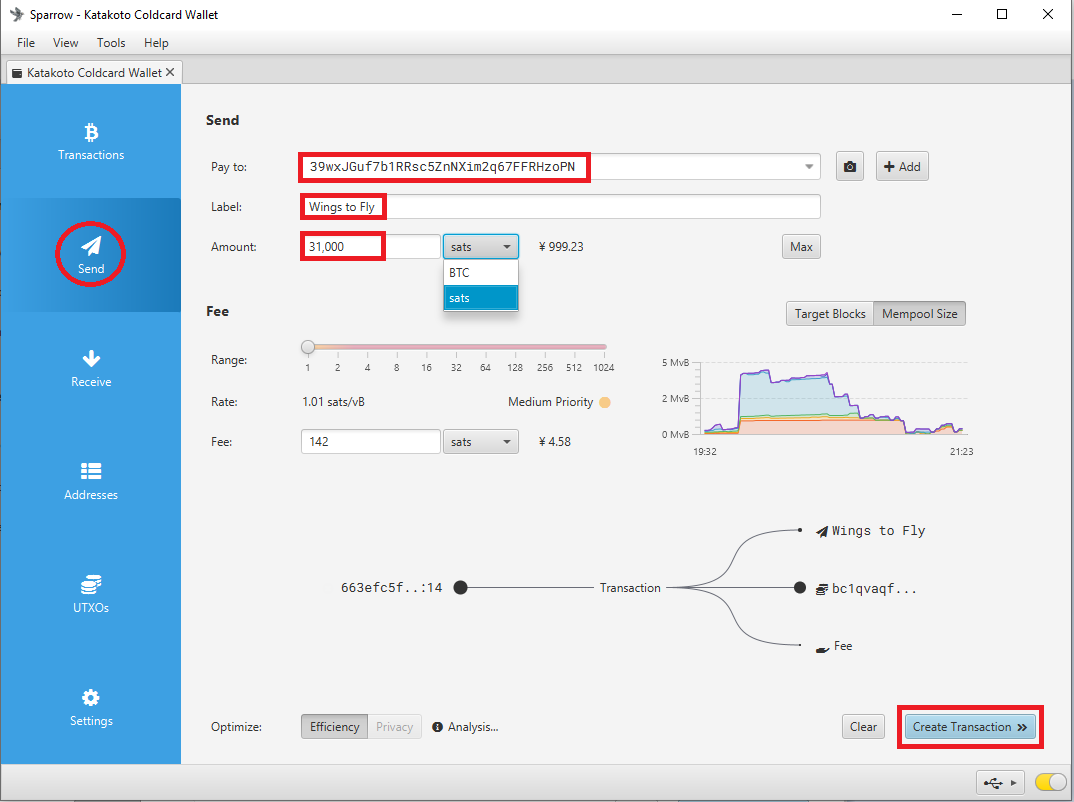 Sparrow - Katakoto Coldcard Wallet
File View Tools Help
Katakoto Coldcard Wallet
Transactions
Send
Receive
Addresses
UTXOs
Settings
Send
Pay to: 39wxJGuf7b1RRsc5ZnNXim2q67FFRHzoPN Add
Label: Wings to Fly
Amount: 31,000 sats ¥ 999.23 Max
BTC
sats
Fee Target Blocks Mempool Size
Range:
1 2 4 8 16 32 64 128 256 512 1024
Rate: 1.01 sats/vB Medium Priority
Fee: 142 sats ¥ 4.58
5 MvB
2 MvB
0 MvB
19:32 21:23
Wings to Fly
663efc5f..:14 Transaction bc1qvaqf...
Fee
Optimize: Efficiency Privacy Analysis... Clear Create Transaction »